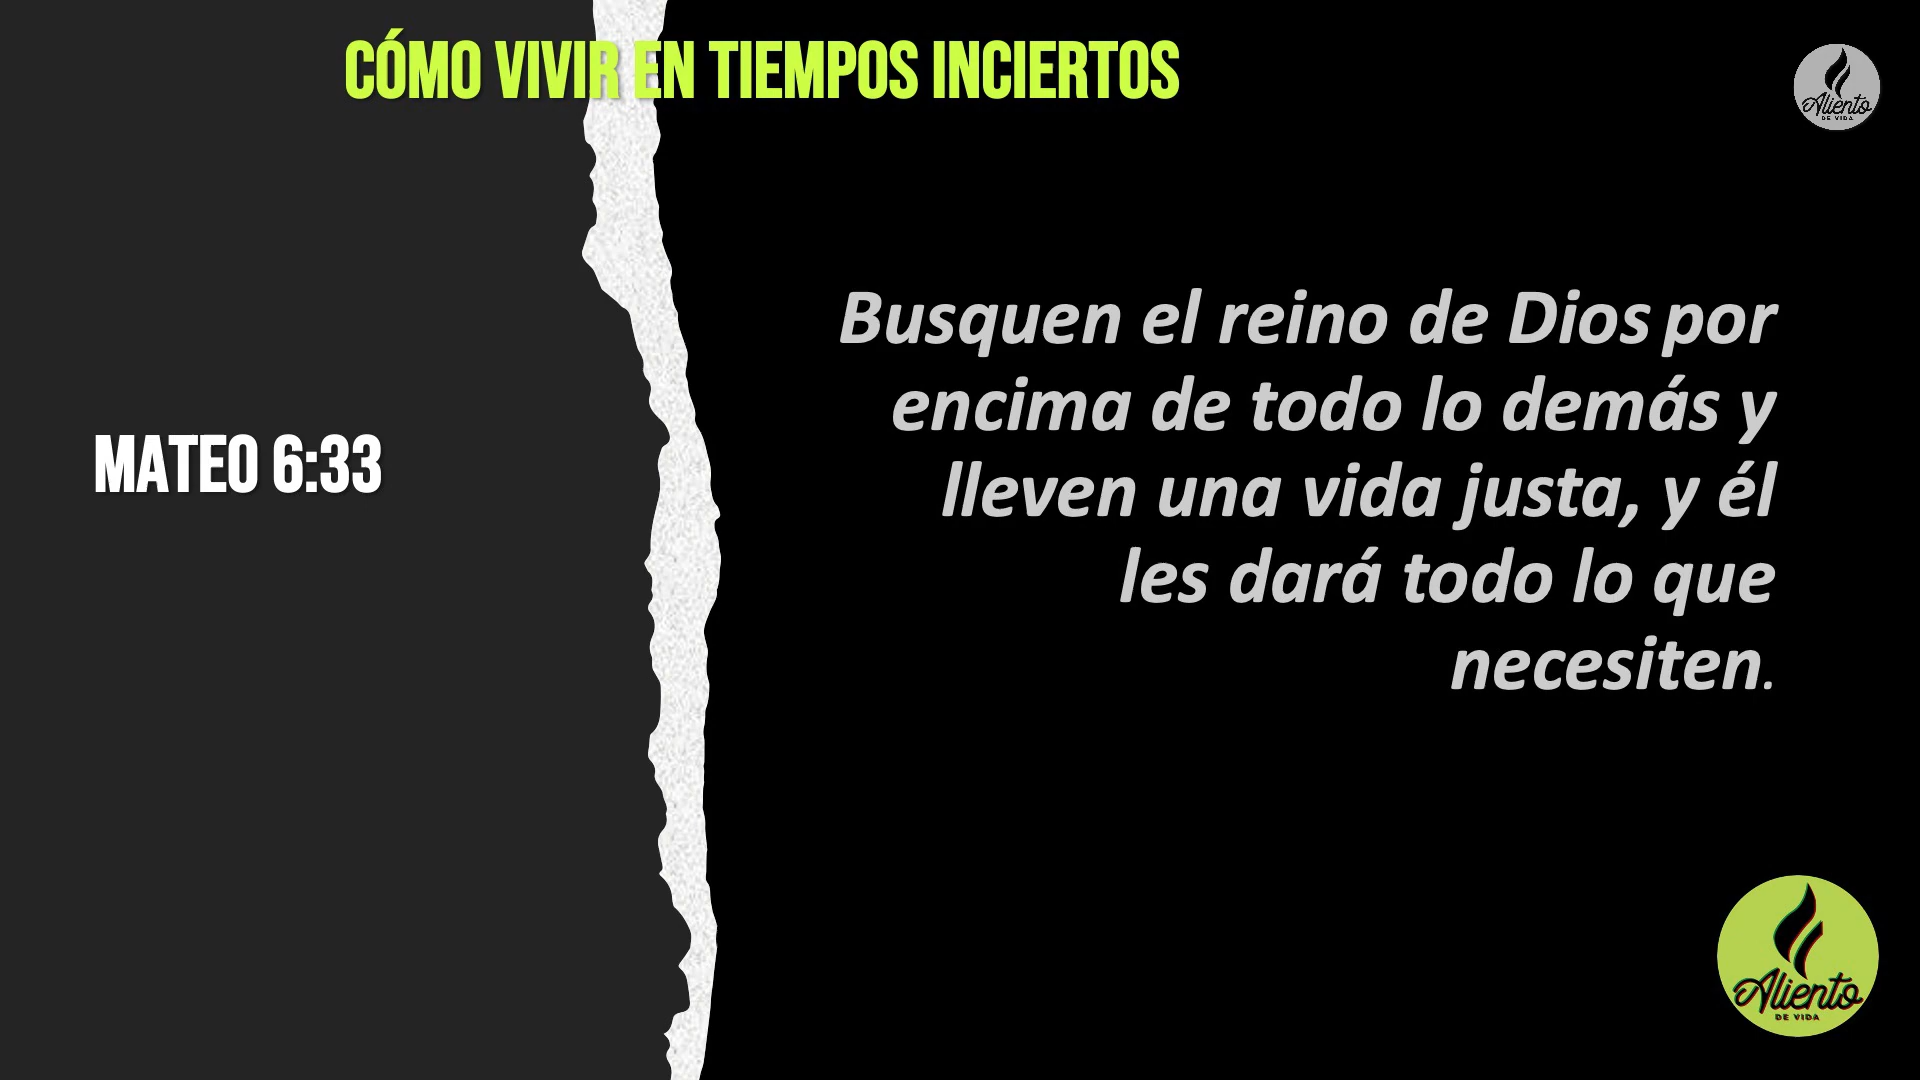 CÓMO VIVIR EN TIEMPOS INCIERTOS
Aliento
DE VIDA
MATEO 6:33
Busquen el reino de Dios por
encima de todo lo demás y
lleven una vida justa, y él
les dará todo lo que
necesiten.
Aliento
DE VIDA